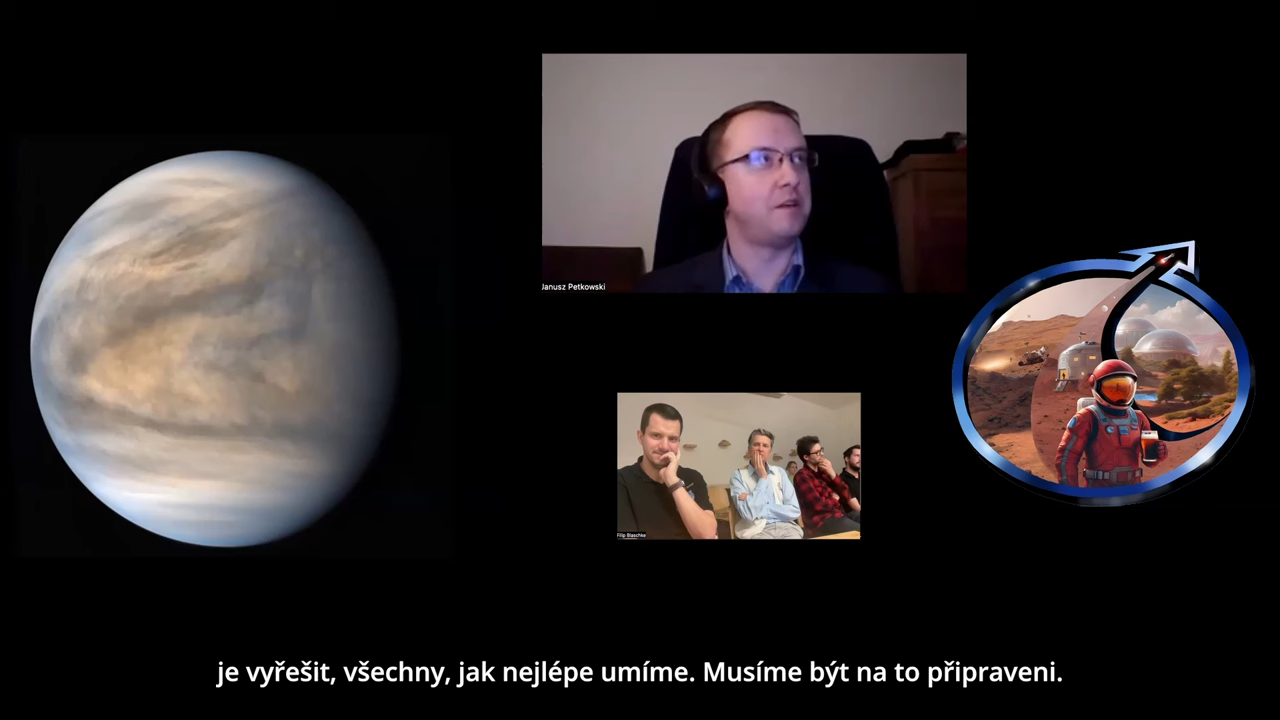 Janusz Petkowski
Filip Blaschke
je vyřešit, všechny, jak nejlépe umíme. Musíme být na to připraveni.